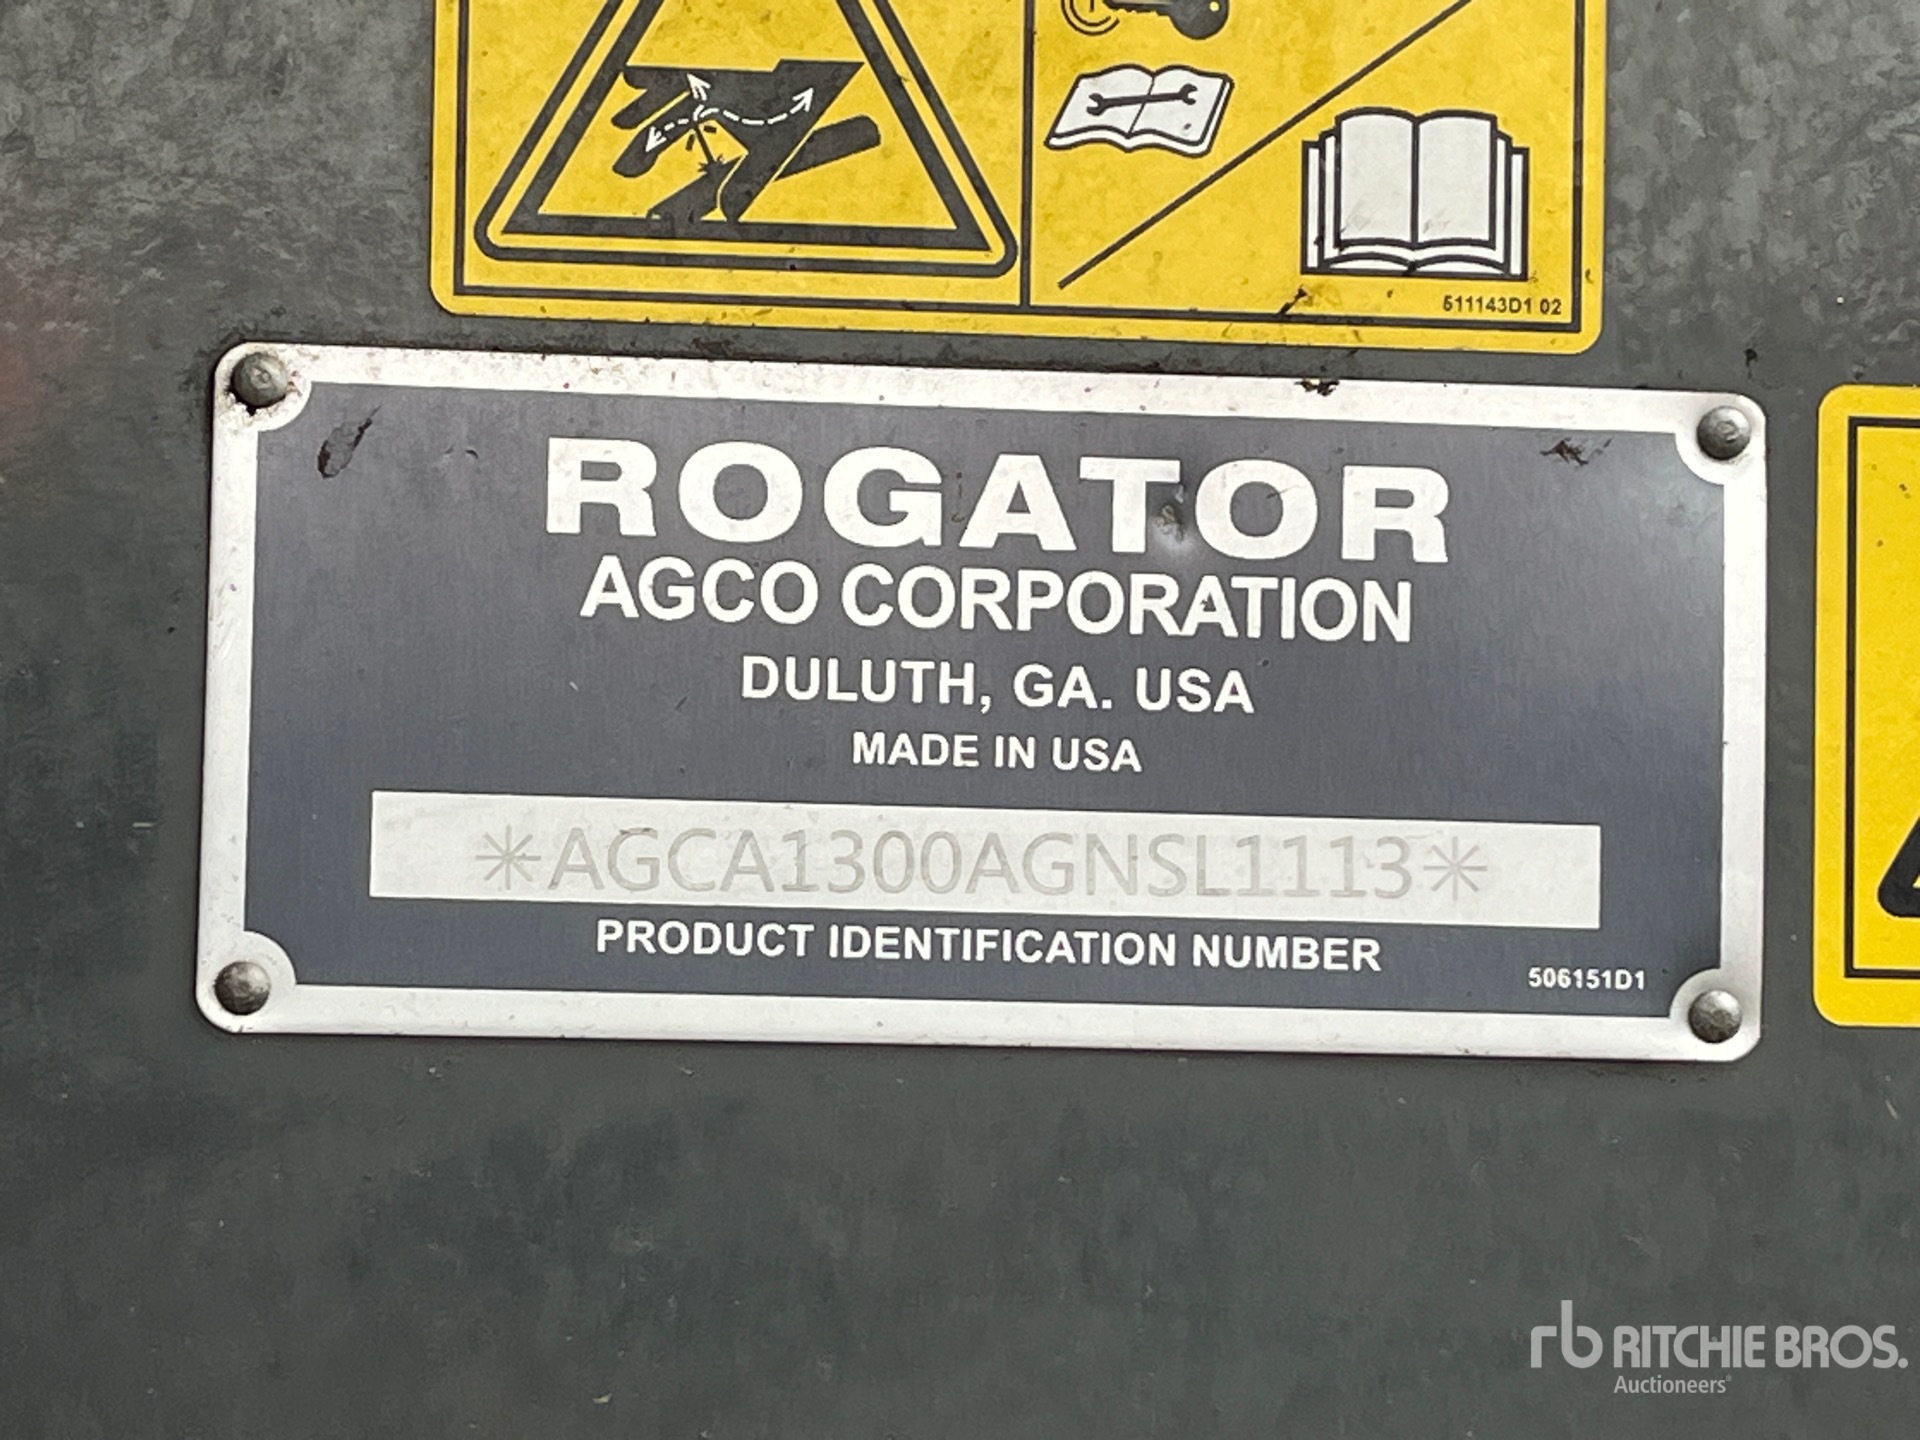 511143D1 02
ROGATOR
AGCO CORPORATION
DULUTH, GA. USA
MADE IN USA
*AGCA1300AGNSL1113*
PRODUCT IDENTIFICATION NUMBER
506151D1
rb RITCHIE BROS.
Auctioneers